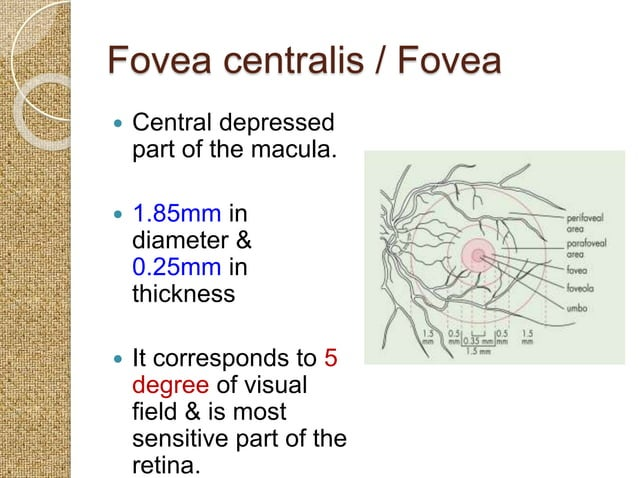 Fovea centralis / Fovea
Central depressed
part of the macula.
1.85mm in
diameter &
0.25mm in
thickness
It corresponds to 5
degree of visual
field & is most
sensitive part of the
retina.
perifoveal
area
parafoveal
area
fovea
foveola
umbo
1.5 0.5 0.5 1.5
mm mm 0.35 mm mm mm
1.5 mm